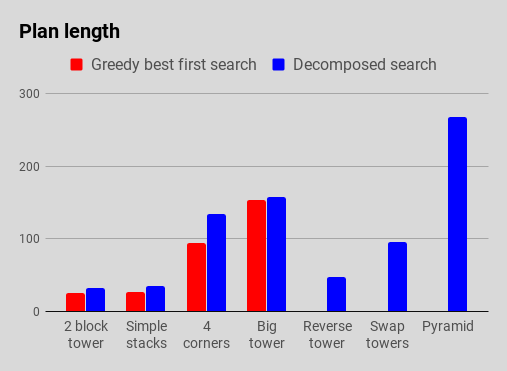 Plan length
Greedy best first search
Decomposed search
300
200
100
0
2 block
tower
Simple
stacks
4
corners
Big
tower
Reverse
tower
Swap
towers
Pyramid